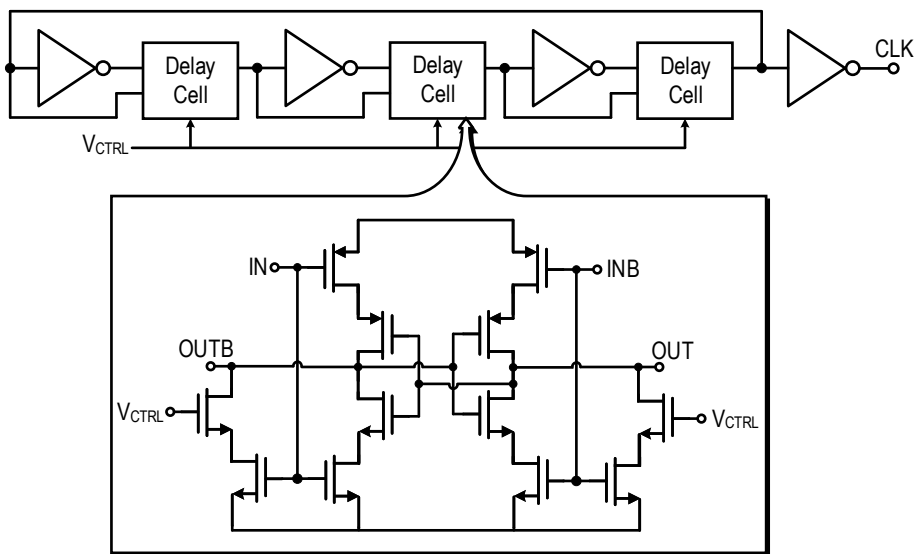 Delay
Cell
Delay
Cell
Delay
Cell
CLK
VCTRL
IN
INB
OUTB
OUT
VCTRL
VCTRL